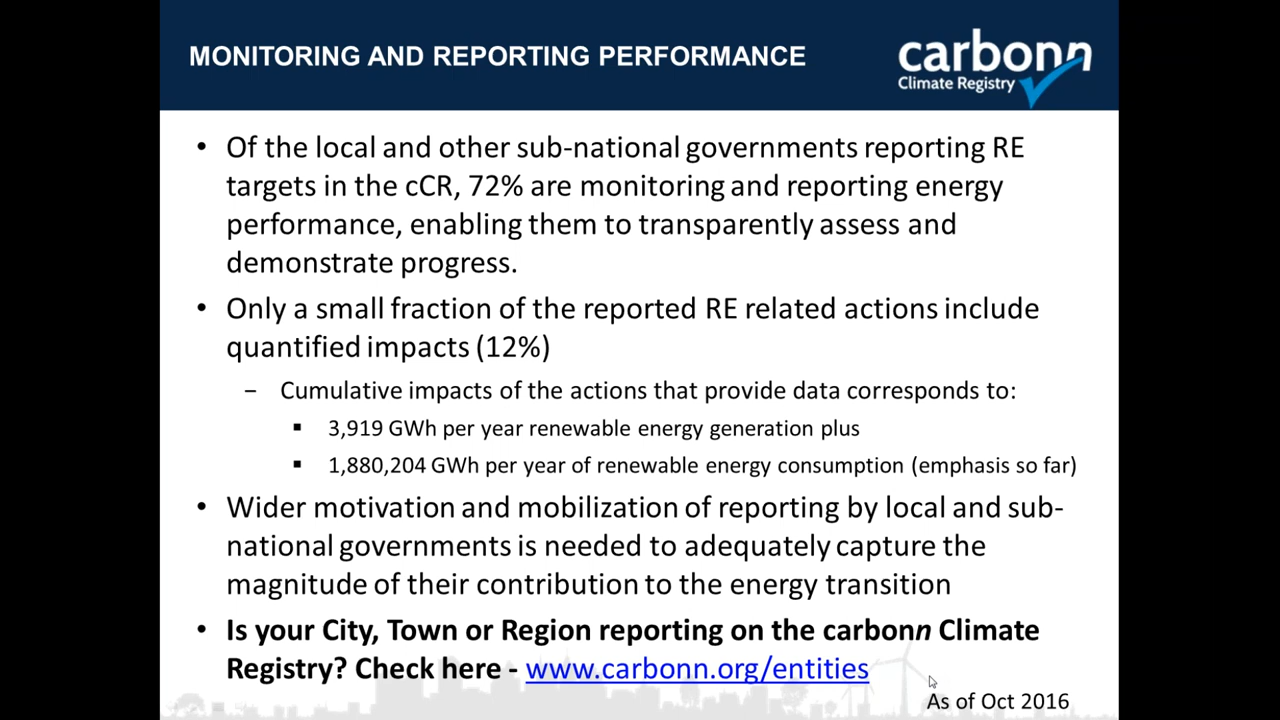 MONITORING AND REPORTING PERFORMANCE
carbonn
Climate Registry
• Of the local and other sub-national governments reporting RE
targets in the cCR, 72% are monitoring and reporting energy
performance, enabling them to transparently assess and
demonstrate progress.
• Only a small fraction of the reported RE related actions include
quantified impacts (12%)
– Cumulative impacts of the actions that provide data corresponds to:
▪ 3,919 GWh per year renewable energy generation plus
▪ 1,880,204 GWh per year of renewable energy consumption (emphasis so far)
• Wider motivation and mobilization of reporting by local and sub-
national governments is needed to adequately capture the
magnitude of their contribution to the energy transition
• Is your City, Town or Region reporting on the carbonn Climate
Registry? Check here - www.carbonn.org/entities
As of Oct 2016